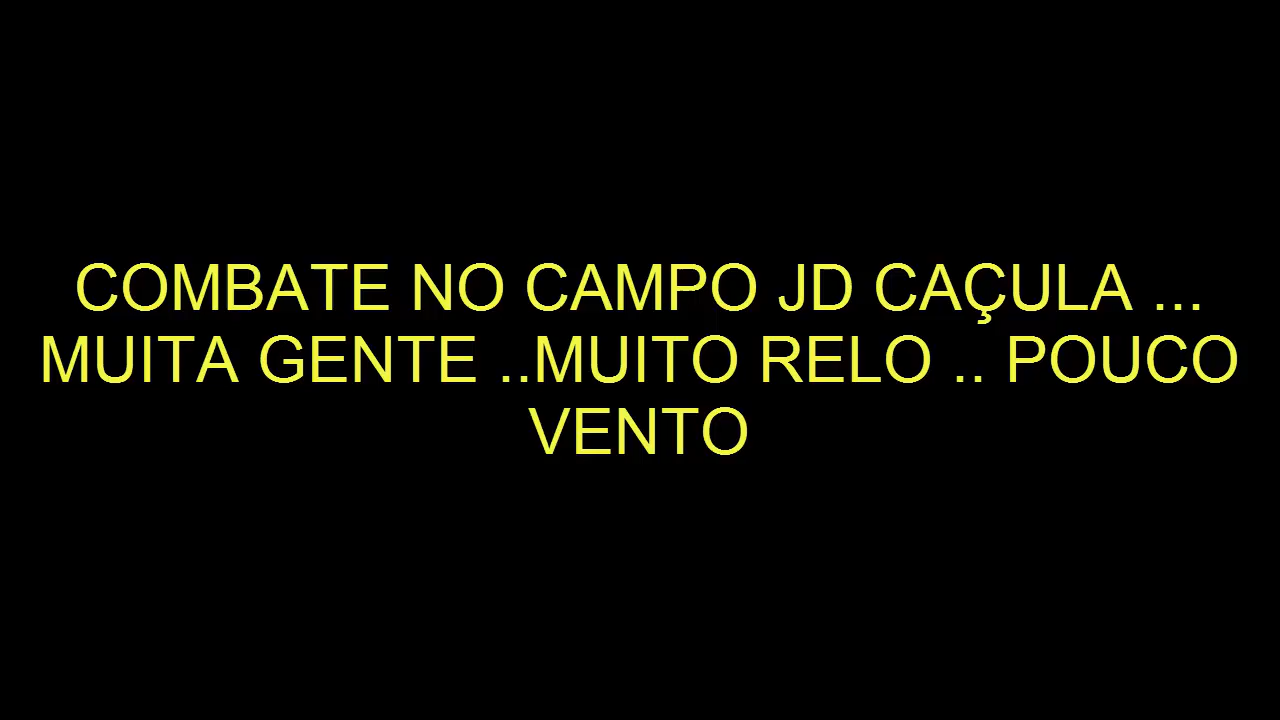 COMBATE NO CAMPO JD CAÇULA ...
MUITA GENTE ..MUITO RELO .. POUCO
VENTO